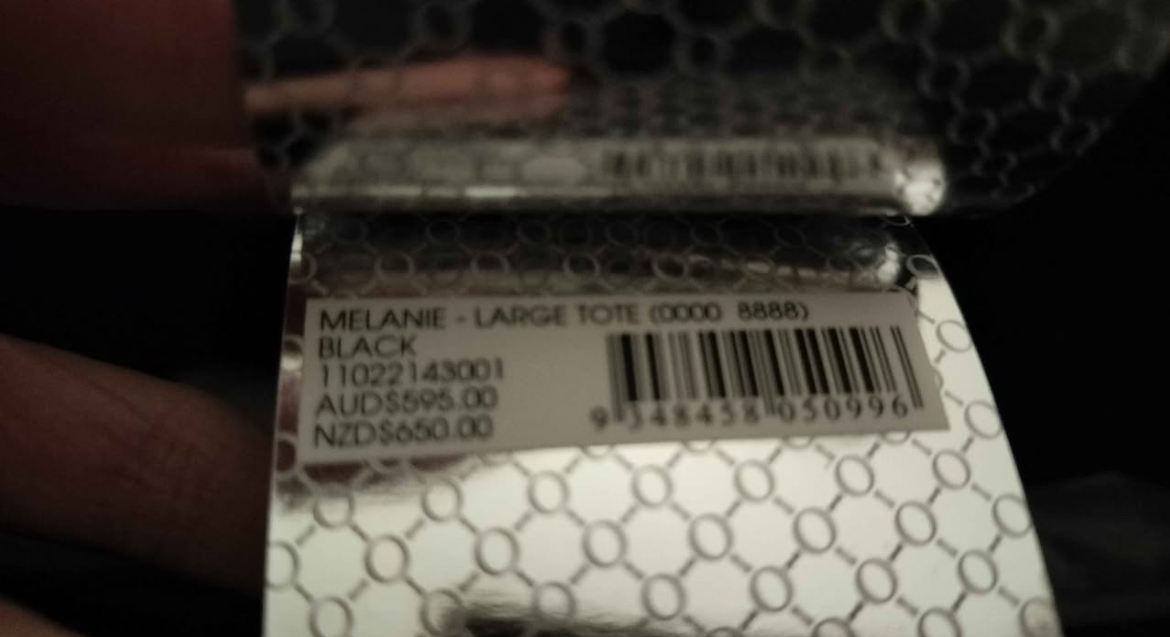 MELANIE - LARGE TOTE (0000 8888)
BLACK
11022143001
AUD$595.00
NZD$650.00
9 348458 050996